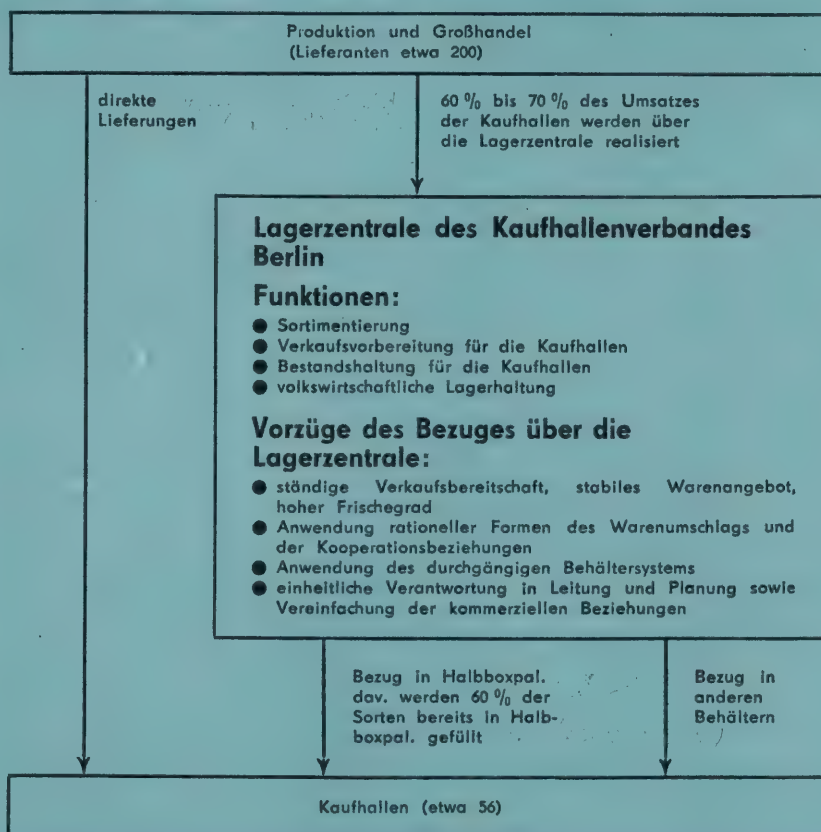 Produktion und Großhandel
(Lieferanten etwa 200)
direkte
Lieferungen
60 % bis 70 % des Umsatzes
der Kaufhallen werden über
die Lagerzentrale realisiert
Lagerzentrale des Kaufhallenverbandes
Berlin
Funktionen:
● Sortimentierung
● Verkaufsvorbereitung für die Kaufhallen
● Bestandshaltung für die Kaufhallen
● volkswirtschaftliche Lagerhaltung
Vorzüge des Bezuges über die
Lagerzentrale:
● ständige Verkaufsbereitschaft, stabiles Warenangebot,
hoher Frischegrad
● Anwendung rationeller Formen des Warenumschlags und
der Kooperationsbeziehungen
● Anwendung des durchgängigen Behältersystems
● einheitliche Verantwortung in Leitung und Planung sowie
Vereinfachung der kommerziellen Beziehungen
Bezug in Halbboxpal.
dav. werden 60 % der
Sorten bereits in Halb-
boxpal. gefüllt
Bezug in
anderen
Behältern
Kaufhallen (etwa 56)